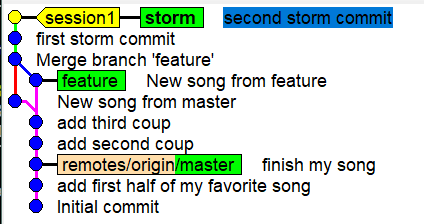 session1 storm second storm commit
first storm commit
Merge branch 'feature'
feature New song from feature
New song from master
add third coup
add second coup
remotes/origin/master finish my song
add first half of my favorite song
Initial commit